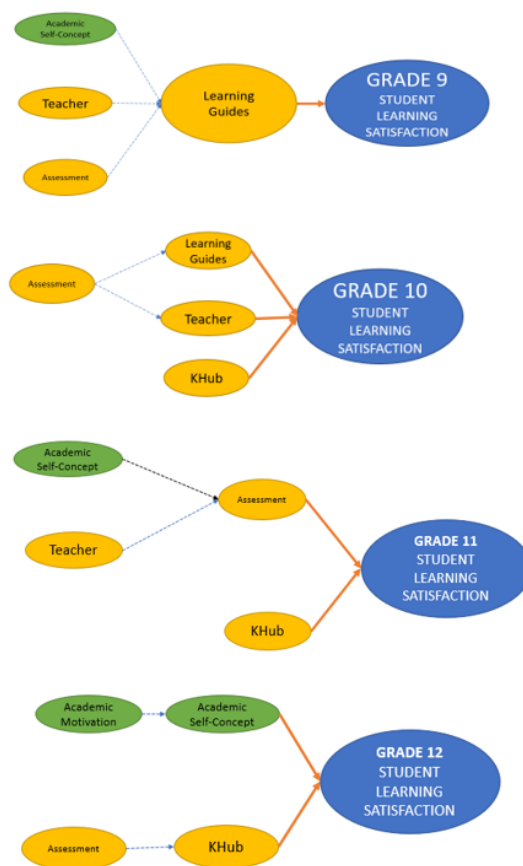 Academic
Self-Concept
Teacher
Assessment
Learning
Guides
GRADE 9
STUDENT
LEARNING
SATISFACTION
Assessment
Learning
Guides
Teacher
KHub
GRADE 10
STUDENT
LEARNING
SATISFACTION
Academic
Self-Concept
Teacher
Assessment
KHub
GRADE 11
STUDENT
LEARNING
SATISFACTION
Academic
Motivation
Academic
Self-Concept
Assessment
KHub
GRADE 12
STUDENT
LEARNING
SATISFACTION